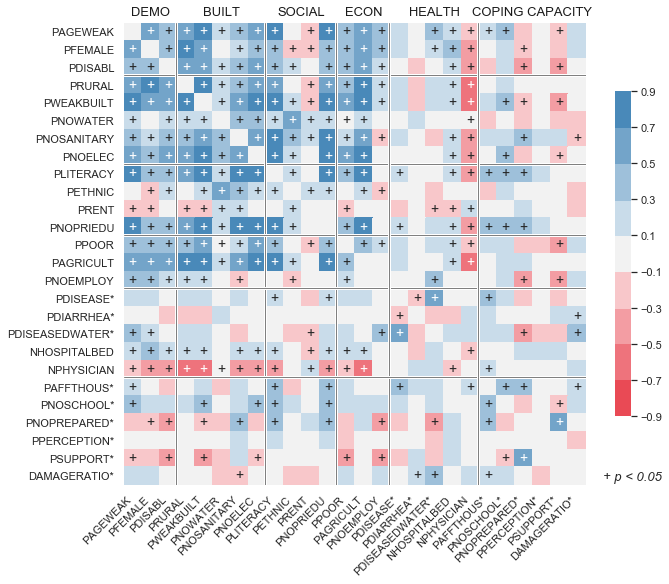 DEMO BUILT SOCIAL ECON HEALTH COPING CAPACITY
PAGEWEAK
PFEMALE
PDISABL
PRURAL
PWEAKBUILT
PNOWATER
PNOSANITARY
PNOELEC
PLITERACY
PETHNIC
PRENT
PNOPRIEDU
PPOOR
PAGRICULT
PNOEMPLOY
PDISEASE*
PDIARRHEA*
PDISEASEDWATER*
NHOSPITALBED
NPHYSICIAN
PAFFTHOUS*
PNOSCHOOL*
PNOPREPARED*
PPERCEPTION*
PSUPPORT*
DAMAGERATIO*
0.9
0.7
0.5
0.3
0.1
−0.1
−0.3
−0.5
−0.7
−0.9
+ p < 0.05
PAGEWEAK
PFEMALE
PDISABL
PRURAL
PWEAKBUILT
PNOWATER
PNOSANITARY
PNOELEC
PLITERACY
PETHNIC
PRENT
PNOPRIEDU
PPOOR
PAGRICULT
PNOEMPLOY
PDISEASE*
PDIARRHEA*
PDISEASEDWATER*
NHOSPITALBED
NPHYSICIAN
PAFFTHOUS*
PNOSCHOOL*
PNOPREPARED*
PPERCEPTION*
PSUPPORT*
DAMAGERATIO*